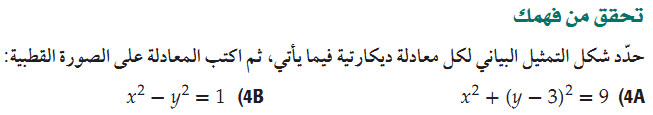 تحقق من فهمك
حدّد شكل التمثيل البياني لكل معادلة ديكارتية فيما يأتي، ثم اكتب المعادلة على الصورة القطبية:
x² + (y − 3)² = 9 (4A    x² − y² = 1 (4B